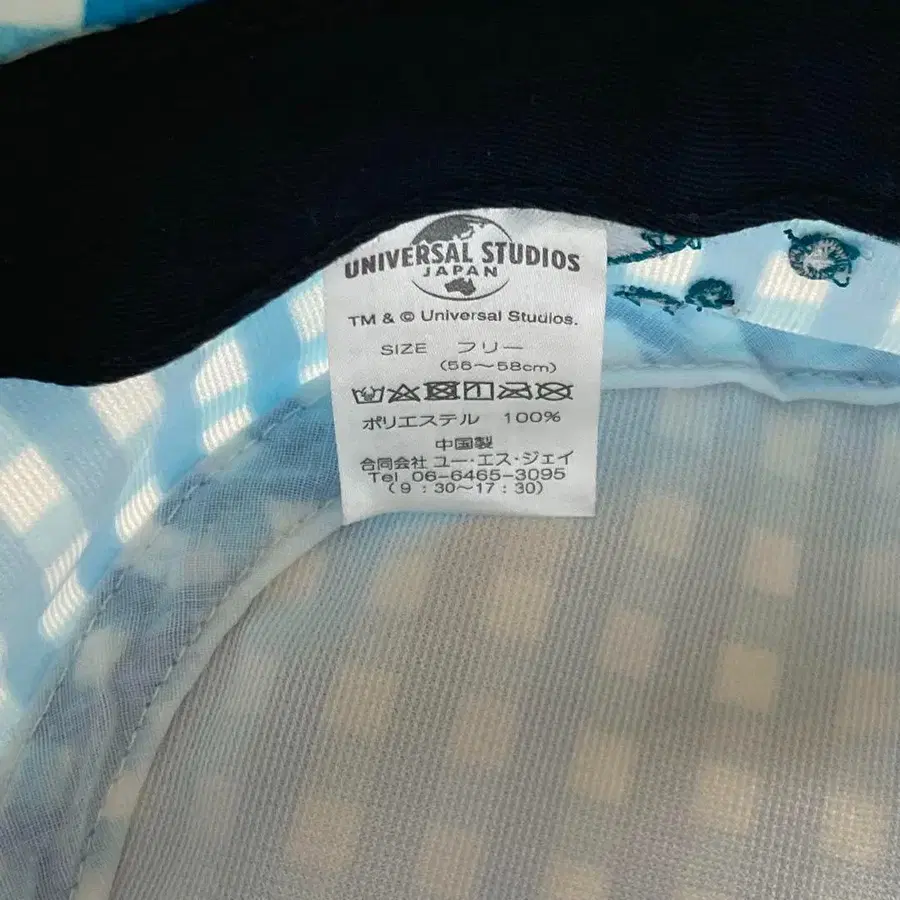 UNIVERSAL STUDIOS
JAPAN
TM & © Universal Studios.
SIZE フリー
(56～58cm)
ポリエステル 100%
中国製
合同会社 ユー・エス・ジェイ
Tel 06-6465-3095
(9:30～17:30)